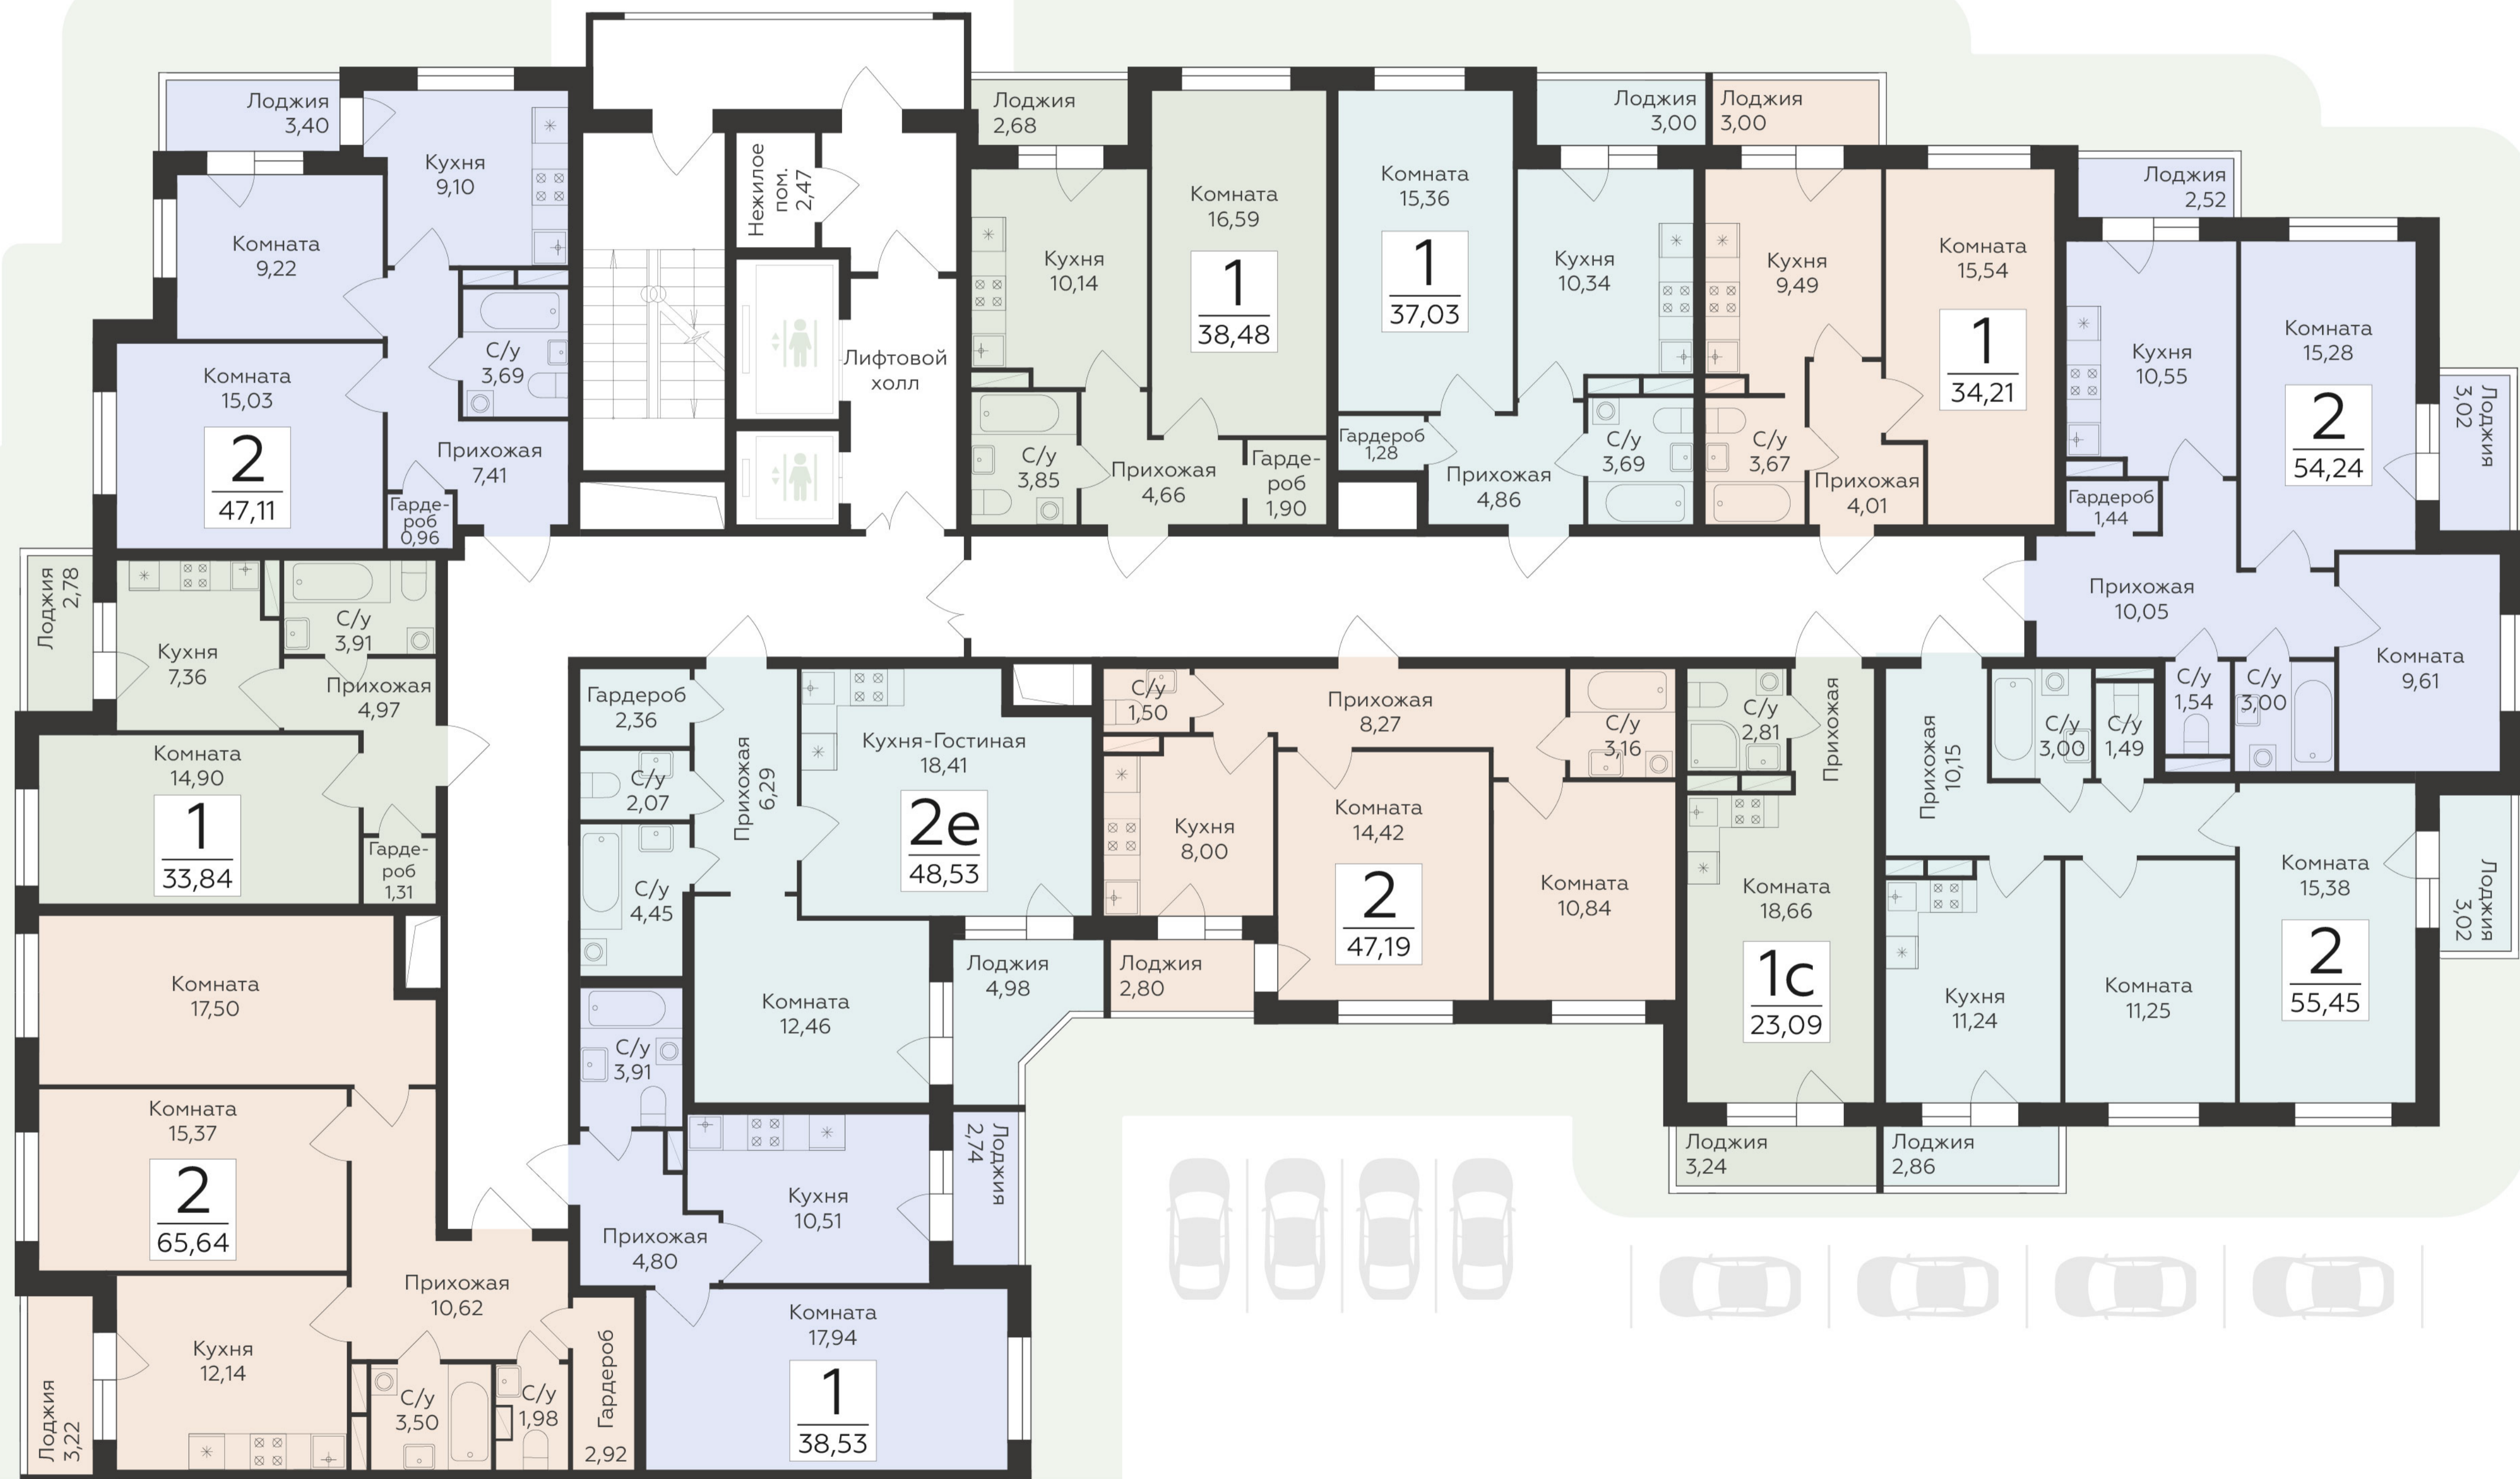 Лоджия
3,40
Кухня
9,10
Комната
9,22
С/у
3,69
Комната
15,03
2
47,11
Прихожая
7,41
Гарде-
роб
0,96
Нежилое
пом.
2,47
Лифтовой
холл
Лоджия
2,68
Кухня
10,14
Комната
16,59
1
38,48
С/у
3,85
Прихожая
4,66
Гарде-
роб
1,90
Комната
15,36
1
37,03
Лоджия
3,00
Кухня
10,34
Гардероб
1,28
Прихожая
4,86
С/у
3,69
Лоджия
3,00
Кухня
9,49
Комната
15,54
1
34,21
С/у
3,67
Прихожая
4,01
Лоджия
2,52
Кухня
10,55
Комната
15,28
2
54,24
Лоджия
3,02
Гардероб
1,44
Прихожая
10,05
С/у
1,54
С/у
3,00
Комната
9,61
Лоджия
2,78
Кухня
7,36
С/у
3,91
Прихожая
4,97
Комната
14,90
1
33,84
Гарде-
роб
1,31
Гардероб
2,36
С/у
2,07
Прихожая
6,29
Кухня-Гостиная
18,41
2е
48,53
С/у
4,45
Комната
12,46
Лоджия
4,98
С/у
1,50
Прихожая
8,27
С/у
3,16
Кухня
8,00
Комната
14,42
2
47,19
Комната
10,84
Лоджия
2,80
С/у
2,81
Прихожая
Комната
18,66
1с
23,09
Лоджия
3,24
Прихожая
10,15
С/у
3,00
С/у
1,49
Кухня
11,24
Комната
11,25
Комната
15,38
2
55,45
Лоджия
3,02
Лоджия
2,86
Комната
17,50
Комната
15,37
2
65,64
Прихожая
10,62
Кухня
12,14
Лоджия
3,22
С/у
3,50
С/у
1,98
Гардероб
2,92
С/у
3,91
Прихожая
4,80
Кухня
10,51
Лоджия
2,74
Комната
17,94
1
38,53